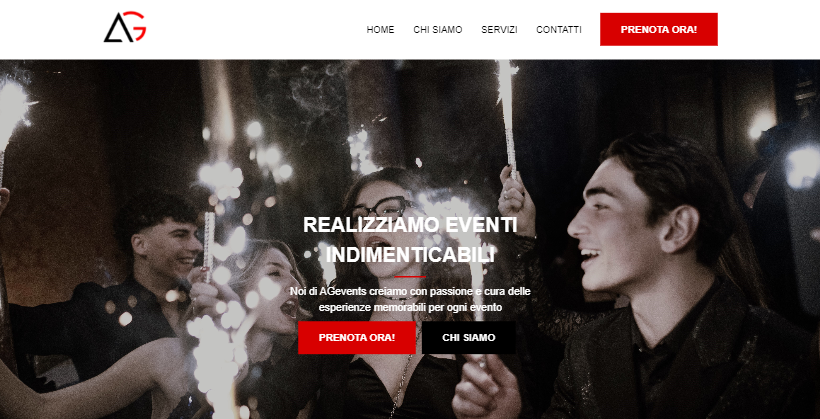 AG
HOME CHI SIAMO SERVIZI CONTATTI PRENOTA ORA!
REALIZZIAMO EVENTI
INDIMENTICABILI
Noi di AGevents creiamo con passione e cura delle
esperienze memorabili per ogni evento
PRENOTA ORA! CHI SIAMO